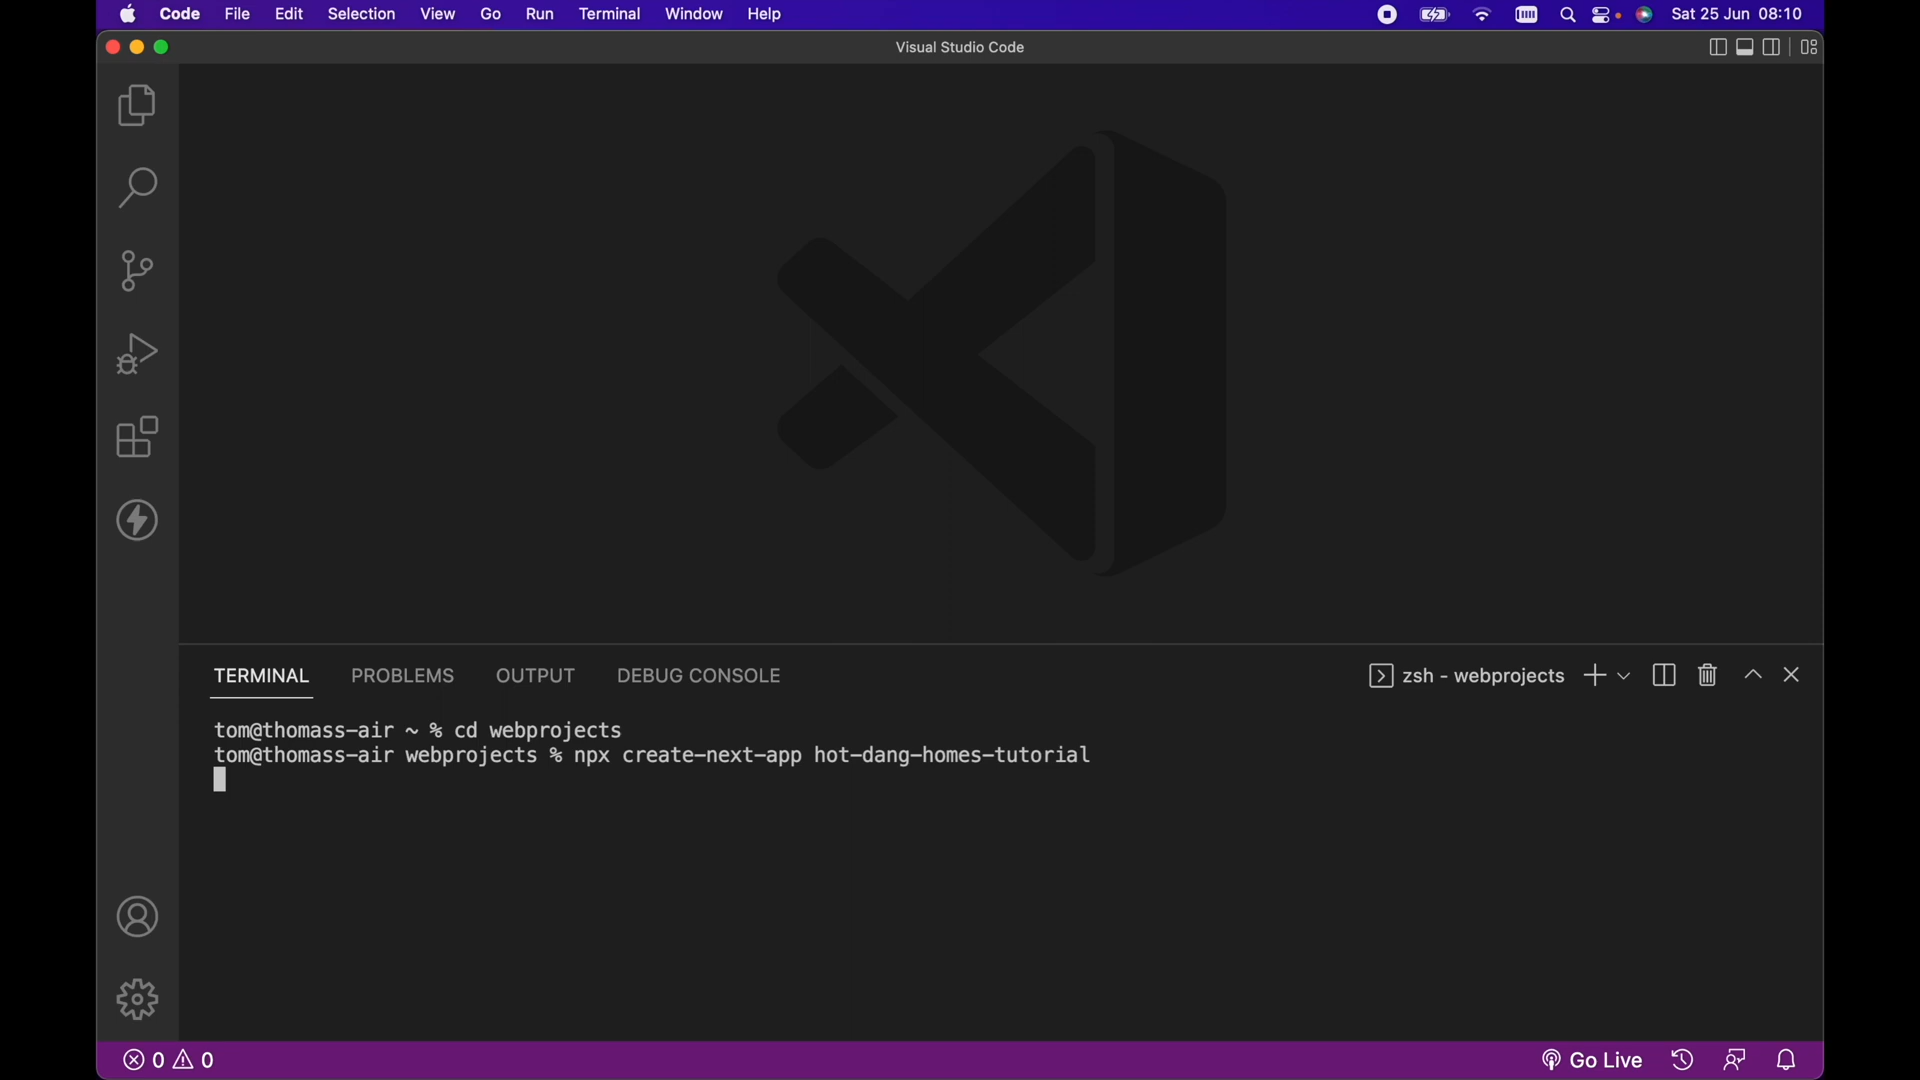 Code File Edit Selection View Go Run Terminal Window Help Sat 25 Jun 08:10
Visual Studio Code
TERMINAL PROBLEMS OUTPUT DEBUG CONSOLE zsh - webprojects
tom@thomass-air ~ % cd webprojects
tom@thomass-air webprojects % npx create-next-app hot-dang-homes-tutorial
0 0 Go Live